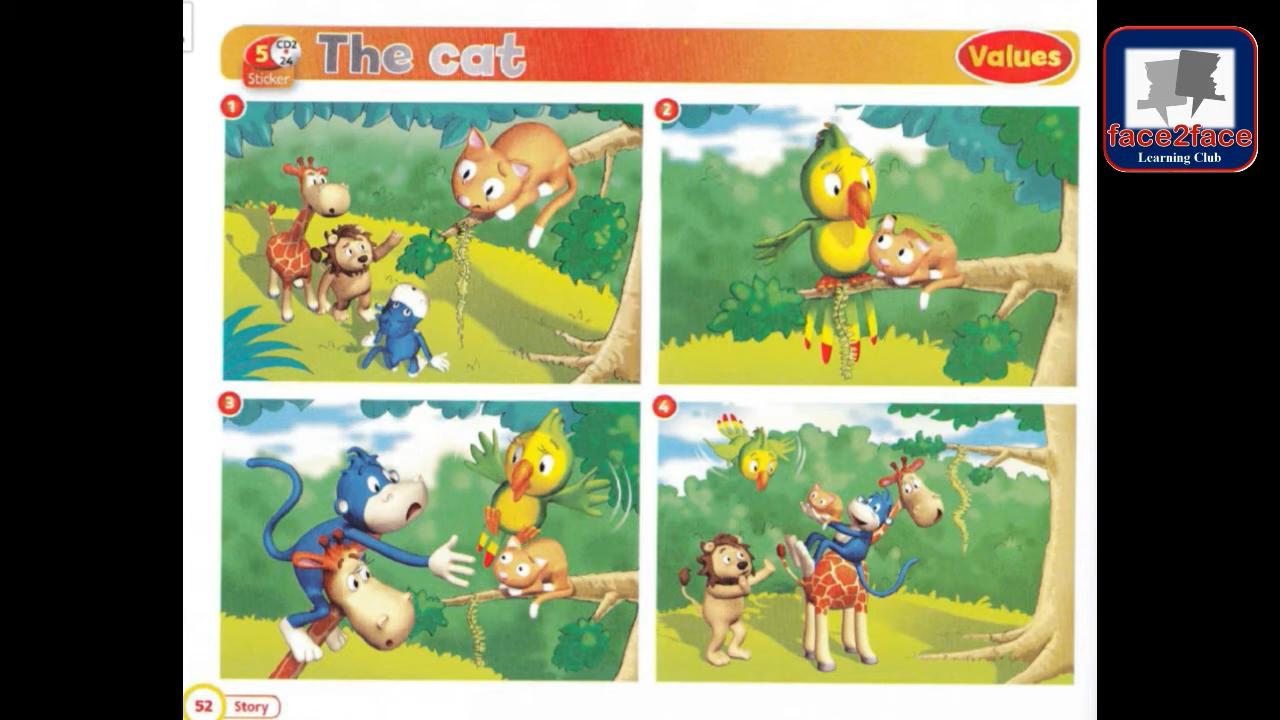 5
CD2
24
Sticker
The cat
Values
face2face
Learning Club
1
2
3
4
52
Story